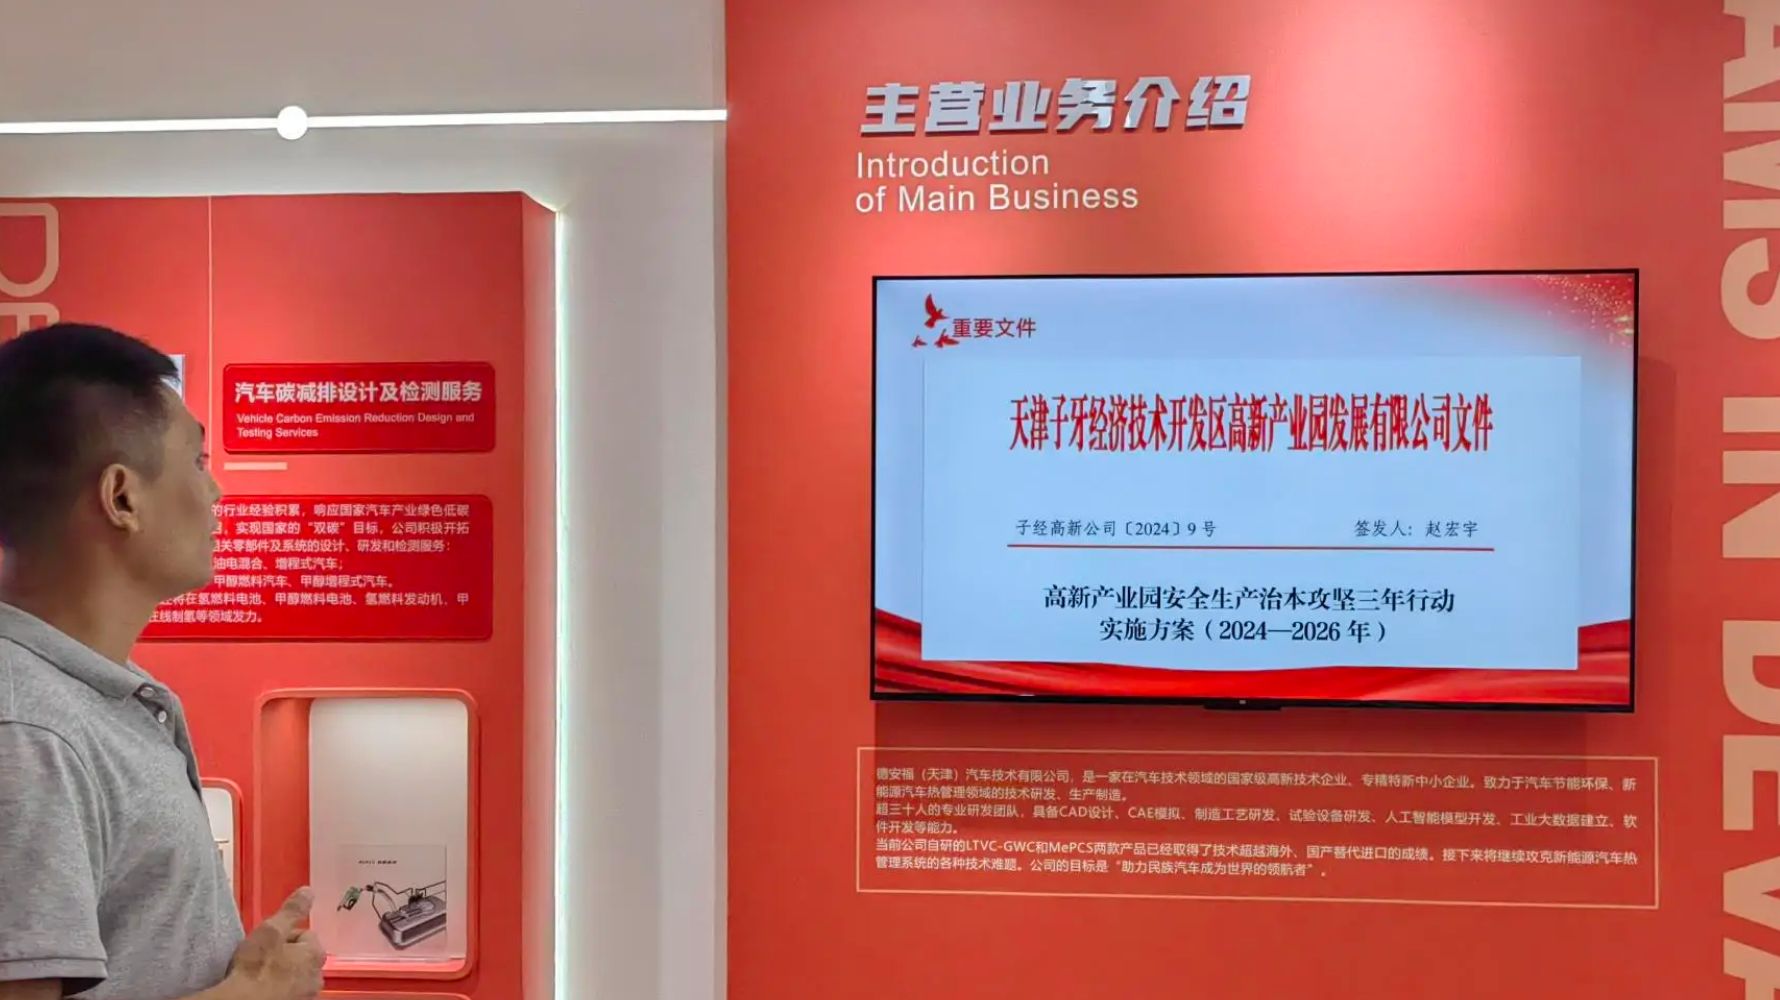 主营业务介绍
Introduction
of Main Business
重要文件
天津子牙经济技术开发区高新产业园发展有限公司文件
子经高新公司〔2024〕9 号
签发人：赵宏宇
高新产业园安全生产治本攻坚三年行动
实施方案（2024—2026 年）
德安福（天津）汽车技术有限公司，是一家在汽车技术领域的国家级高新技术企业、专精特新中小企业。致力于汽车节能环保、新
能源汽车热管理领域的技术研发、生产制造。
超三十人的专业研发团队，具备CAD设计、CAE模拟、制造工艺研发、试验设备研发、人工智能模型开发、工业大数据建立、软
件开发等能力。
当前公司自研的LTVC-GWC和MePCS两款产品已经取得了技术超越海外、国产替代进口的成绩。接下来将继续攻克新能源汽车热
管理系统的各种技术难题。公司的目标是“助力民族汽车成为世界的领航者”。
汽车碳减排设计及检测服务
Vehicle Carbon Emission Reduction Design and
Testing Services
的行业经验积累，响应国家汽车产业绿色低碳
，实现国家的“双碳”目标，公司积极开拓
相关零部件及系统的设计、研发和检测服务：
油电混合、增程式汽车；
甲醇燃料汽车、甲醇增程式汽车。
将在氢燃料电池、甲醇燃料电池、氢燃料发动机、甲
在线制氢等领域发力。
AMS IN DEVA